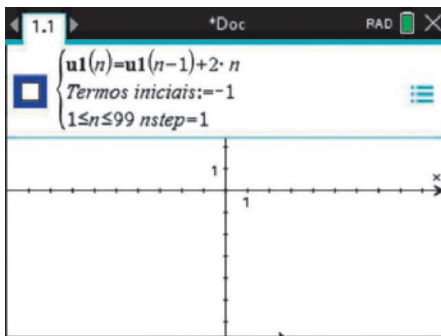 1.1 *Doc RAD
u1(n)=u1(n−1)+2· n
Termos iniciais:=−1
1≤n≤99 nstep=1
1
x
1